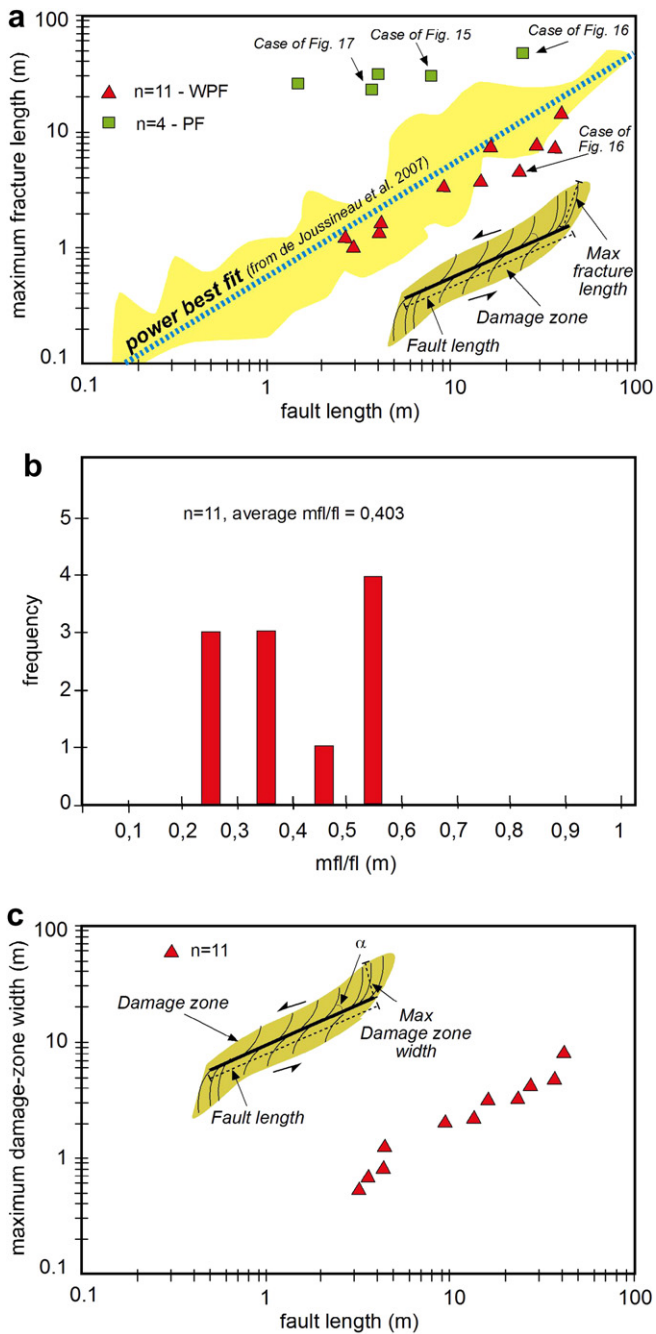 a
maximum fracture length (m)
100
10
1
0.1
n=11 - WPF
n=4 - PF
Case of Fig. 17
Case of Fig. 15
Case of Fig. 16
Case of
Fig. 16
power best fit (from de Joussineau et al. 2007)
Max
fracture
length
Damage zone
Fault length
0.1
1
10
100
fault length (m)
b
frequency
5
4
3
2
1
0
n=11, average mfl/fl = 0,403
0,1
0,2
0,3
0,4
0,5
0,6
0,7
0,8
0,9
1
mfl/fl (m)
c
maximum damage-zone width (m)
100
10
1
0.1
n=11
α
Damage zone
Max
Damage zone
width
Fault length
0.1
1
10
100
fault length (m)